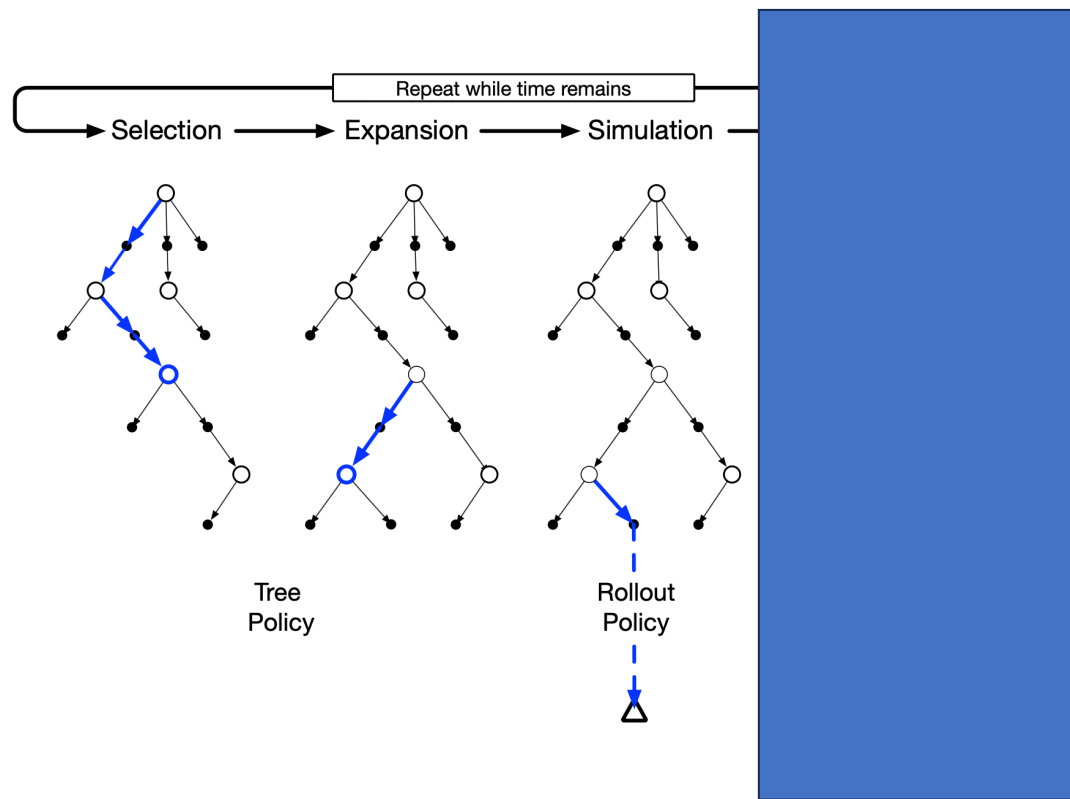 Repeat while time remains
Selection
Expansion
Simulation
Tree
Policy
Rollout
Policy